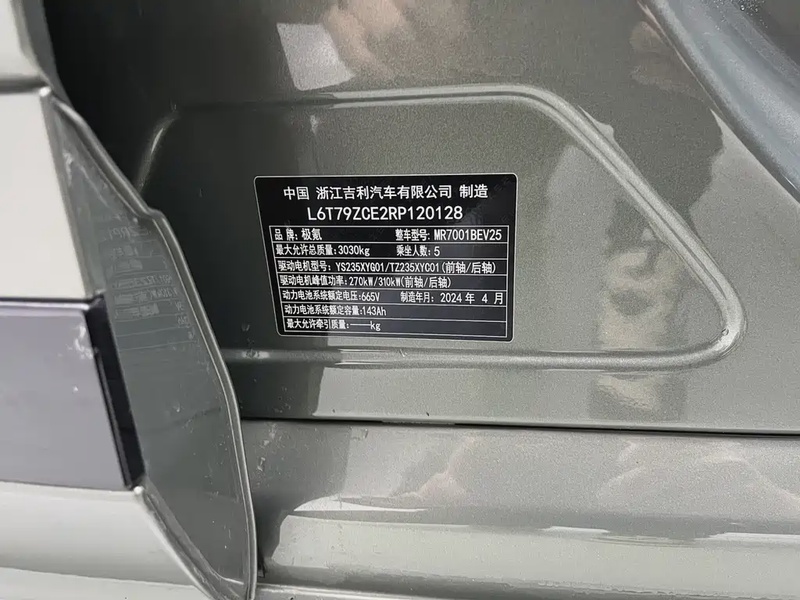 中国 浙江吉利汽车有限公司 制造
L6T79ZCE2RP120128
品牌:极氪 整车型号:MR7001BEV25
最大允许总质量:3030kg 乘坐人数:5
驱动电机型号:YS235XYG01/TZ235XYC01(前轴/后轴)
驱动电机峰值功率:270kW/310kW(前轴/后轴)
动力电池系统额定电压:665V 制造年月:2024 年 4 月
动力电池系统额定容量:143Ah
最大允许牵引质量:——kg